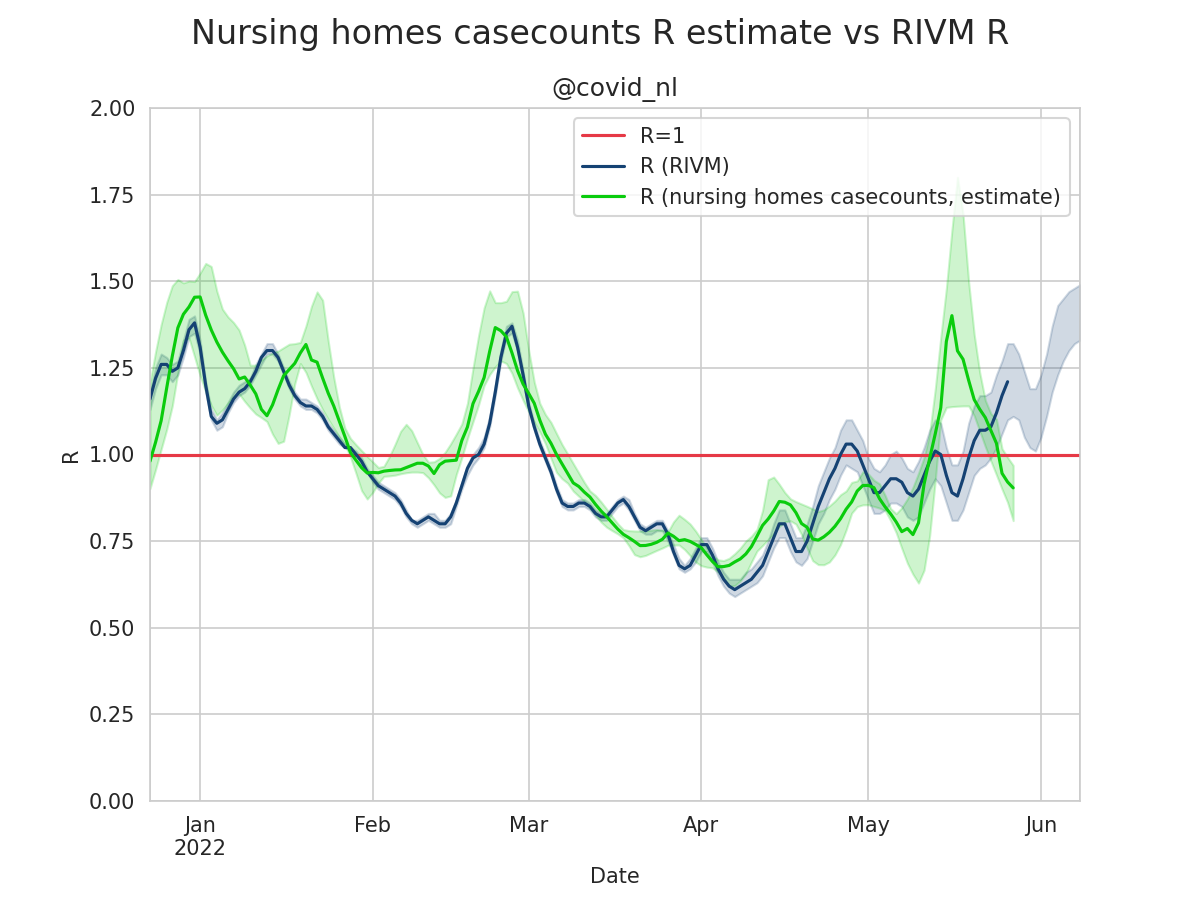 Nursing homes casecounts R estimate vs RIVM R
@covid_nl
R=1
R (RIVM)
R (nursing homes casecounts, estimate)
2.00
1.75
1.50
1.25
1.00
0.75
0.50
0.25
0.00
R
Jan Feb Mar Apr May Jun
2022
Date